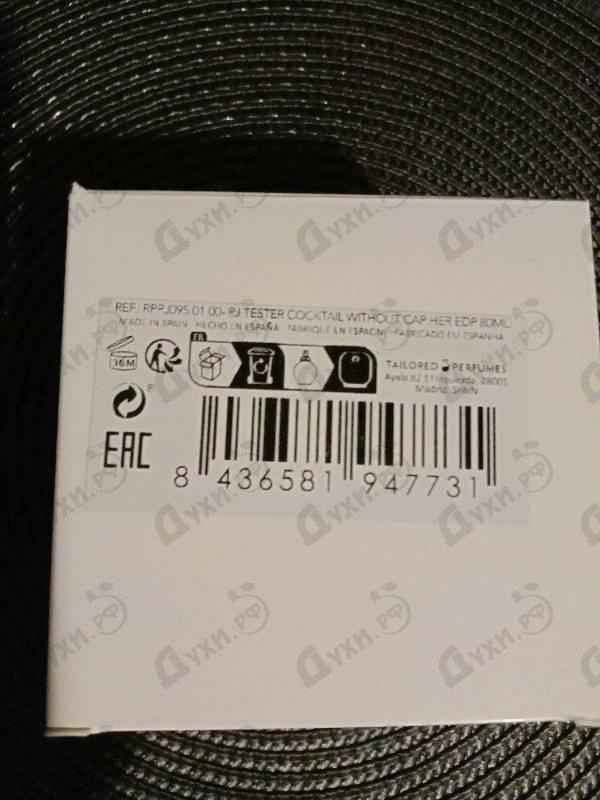 REF.: RPPJ095.01.00- PJ TESTER COCKTAIL WITHOUT CAP HER EDP 80ML
MADE IN SPAIN · HECHO EN ESPAÑA · FABRIQUÉ EN ESPAGNE · FABRICADO EM ESPANHA
FR
36M
TAILORED PERFUMES
Ayala 82 1º Izquierda, 28001
Madrid, SPAIN
®
EAC
8 436581 947731
Духи.рф